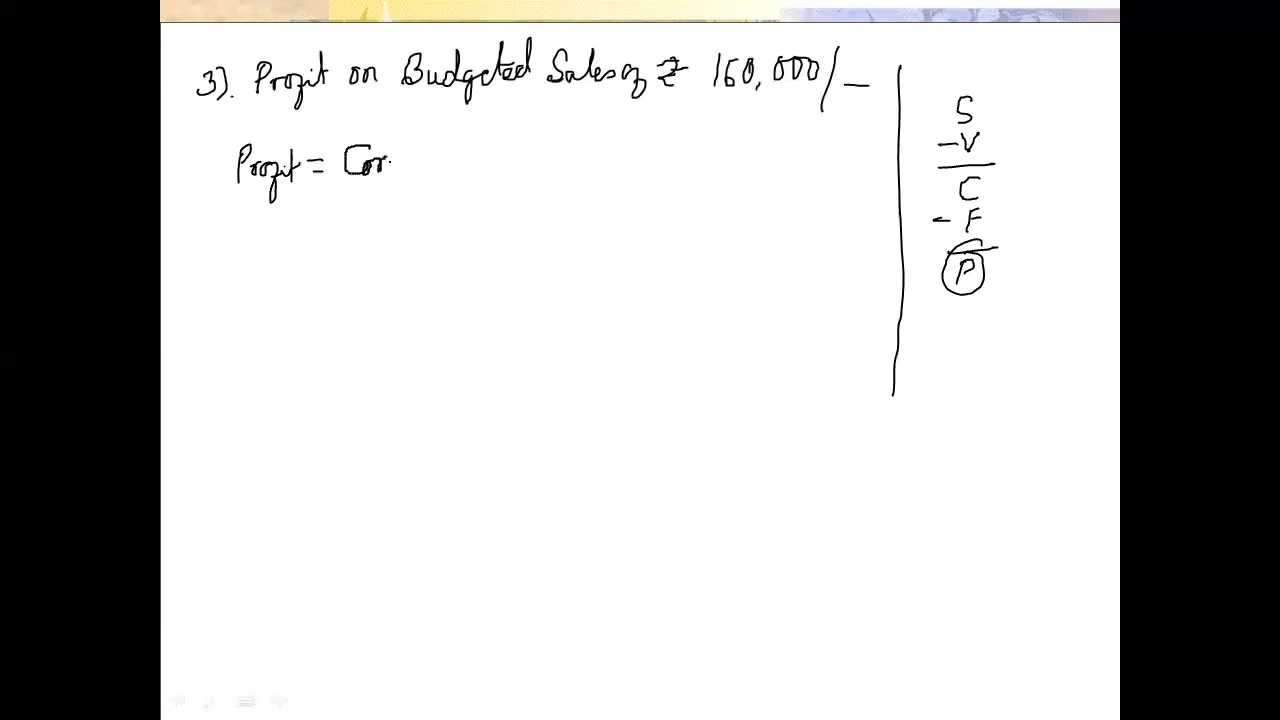 3). Profit on Budgeted Sales of ₹ 160,000/-
Profit = Con
S
- V
C
- F
P